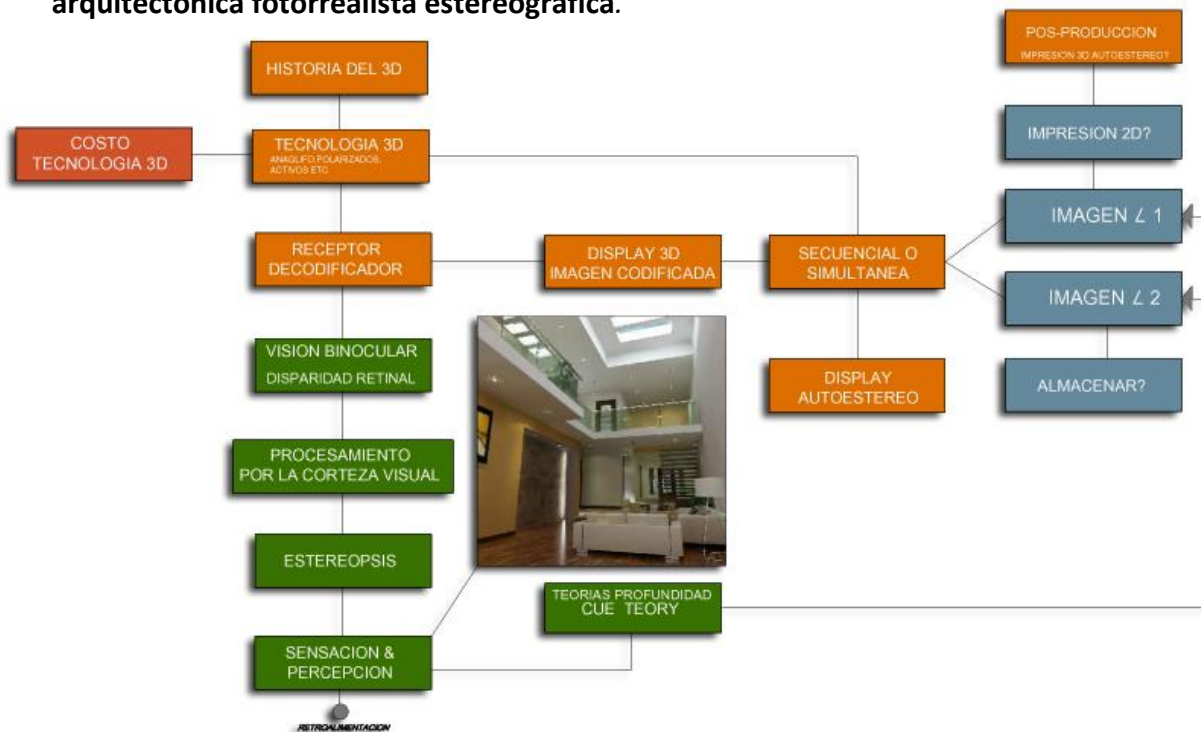 arquitectónica fotorrealista estereográfica.
POS-PRODUCCION
IMPRESION 3D AUTOESTEREO?
HISTORIA DEL 3D
IMPRESION 2D?
COSTO
TECNOLOGIA 3D
TECNOLOGIA 3D
ANAGLIFO,POLARIZADOS,
ACTIVOS ETC
IMAGEN ∠ 1
RECEPTOR
DECODIFICADOR
DISPLAY 3D
IMAGEN CODIFICADA
SECUENCIAL O
SIMULTANEA
IMAGEN ∠ 2
VISION BINOCULAR
DISPARIDAD RETINAL
DISPLAY
AUTOESTEREO
ALMACENAR?
PROCESAMIENTO
POR LA CORTEZA VISUAL
ESTEREOPSIS
TEORIAS PROFUNDIDAD
CUE TEORY
SENSACION &
PERCEPCION
RETROALIMENTACION